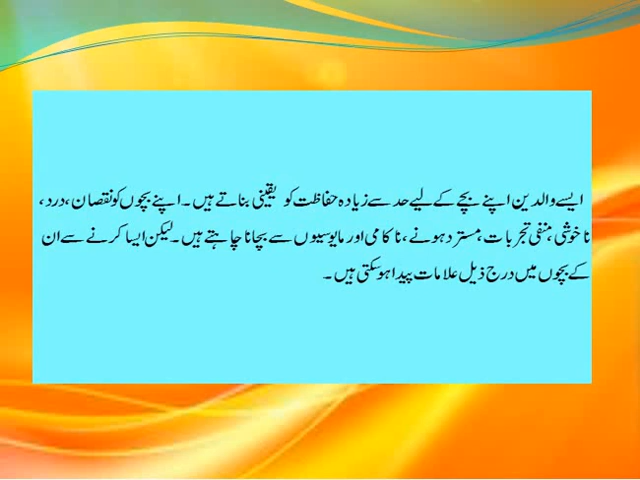 ایسے والدین اپنے بچے کے لیے حد سے زیادہ حفاظت کو یقینی بناتے ہیں ۔ اپنے بچوں کو نقصان ، درد ،
ناخوشی ، منفی تجربات ، مسترد ہونے ، ناکامی اور مایوسیوں سے بچانا چاہتے ہیں ۔ لیکن ایسا کرنے سے ان
کے بچوں میں درج ذیل علامات پیدا ہو سکتی ہیں ۔